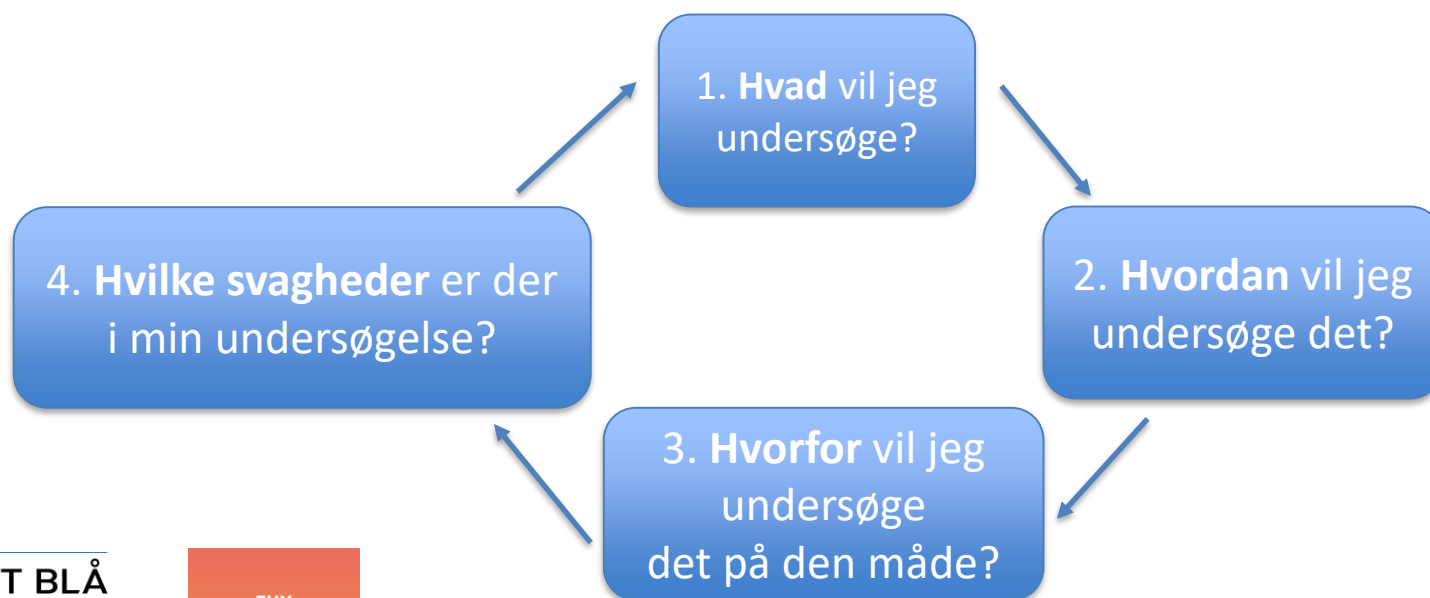 1. Hvad vil jeg
undersøge?
2. Hvordan vil jeg
undersøge det?
3. Hvorfor vil jeg
undersøge
det på den måde?
4. Hvilke svagheder er der
i min undersøgelse?
T BLÅ